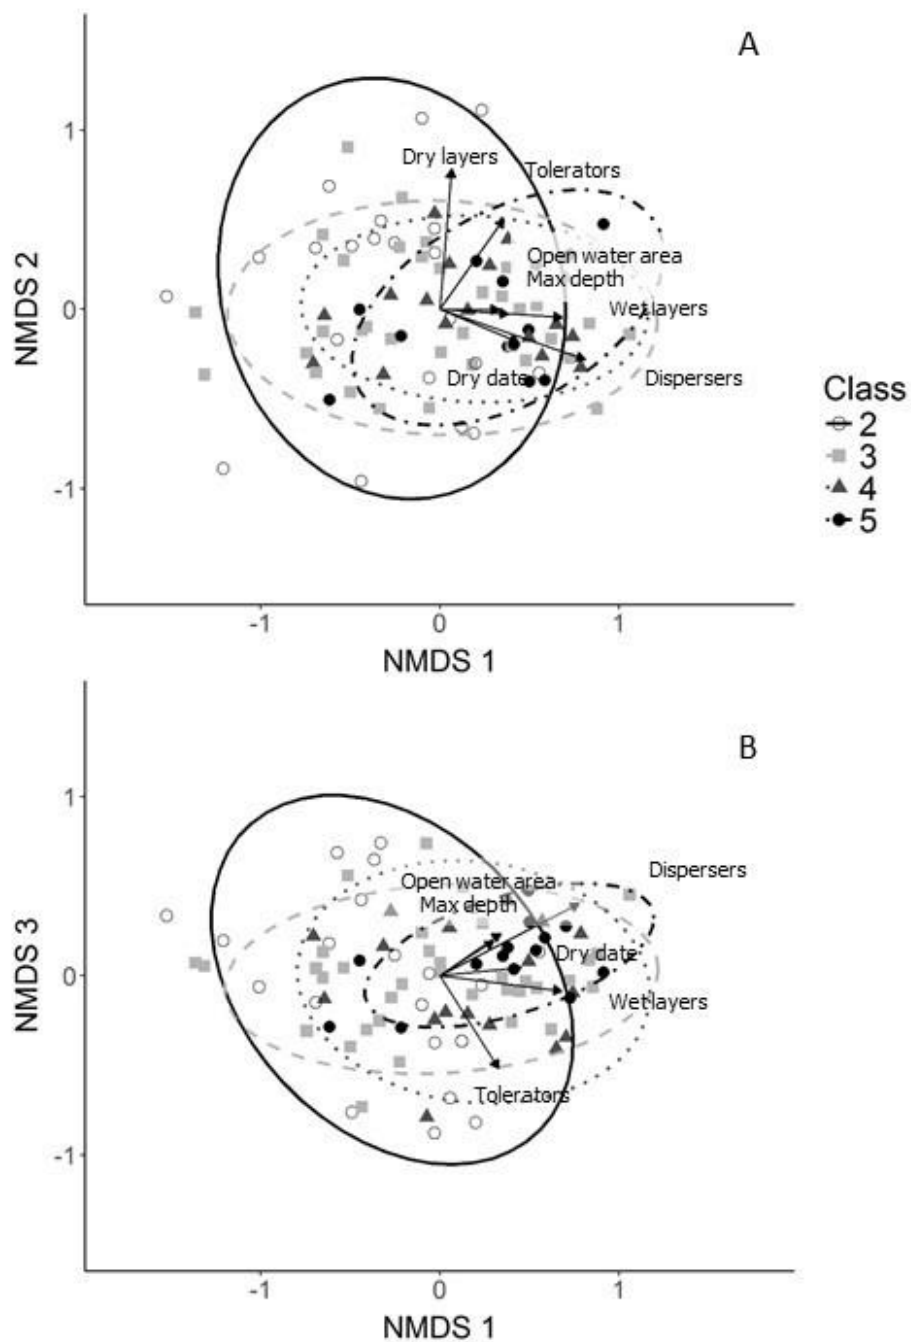 A
1
0
-1
NMDS 2
Dry layers
Tolerators
Open water area
Max depth
Wet layers
Dry date
Dispersers
-1
0
1
NMDS 1
Class
2
3
4
5
B
1
0
-1
NMDS 3
Dispersers
Open water area
Max depth
Dry date
Wet layers
Tolerators
-1
0
1
NMDS 1